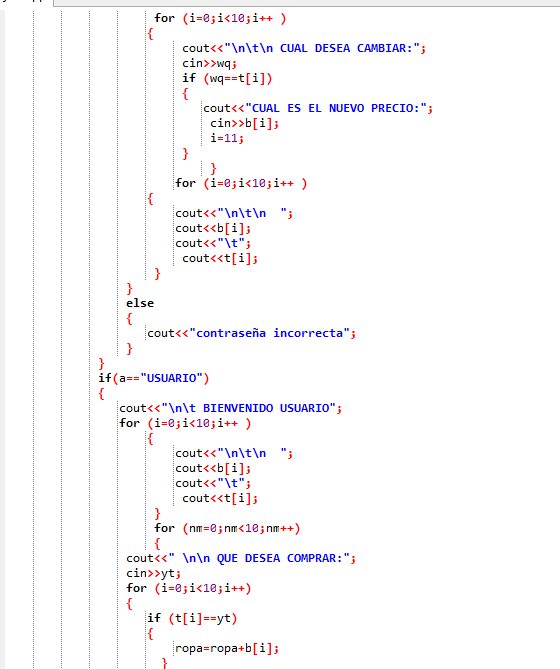 for (i=0;i<10;i++ )
{
cout<<"\n\t\n CUAL DESEA CAMBIAR:";
cin>>wq;
if (wq==t[i])
{
cout<<"CUAL ES EL NUEVO PRECIO:";
cin>>b[i];
i=11;
}
}
for (i=0;i<10;i++ )
{
cout<<"\n\t\n  ";
cout<<b[i];
cout<<"\t";
cout<<t[i];
}
}
else
{
cout<<"contraseña incorrecta";
}
}
if(a=="USUARIO")
{
cout<<"\n\t BIENVENIDO USUARIO";
for (i=0;i<10;i++ )
{
cout<<"\n\t\n  ";
cout<<b[i];
cout<<"\t";
cout<<t[i];
}
for (nm=0;nm<10;nm++)
{
cout<<" \n\n QUE DESEA COMPRAR:";
cin>>yt;
for (i=0;i<10;i++)
{
if (t[i]==yt)
{
ropa=ropa+b[i];
}